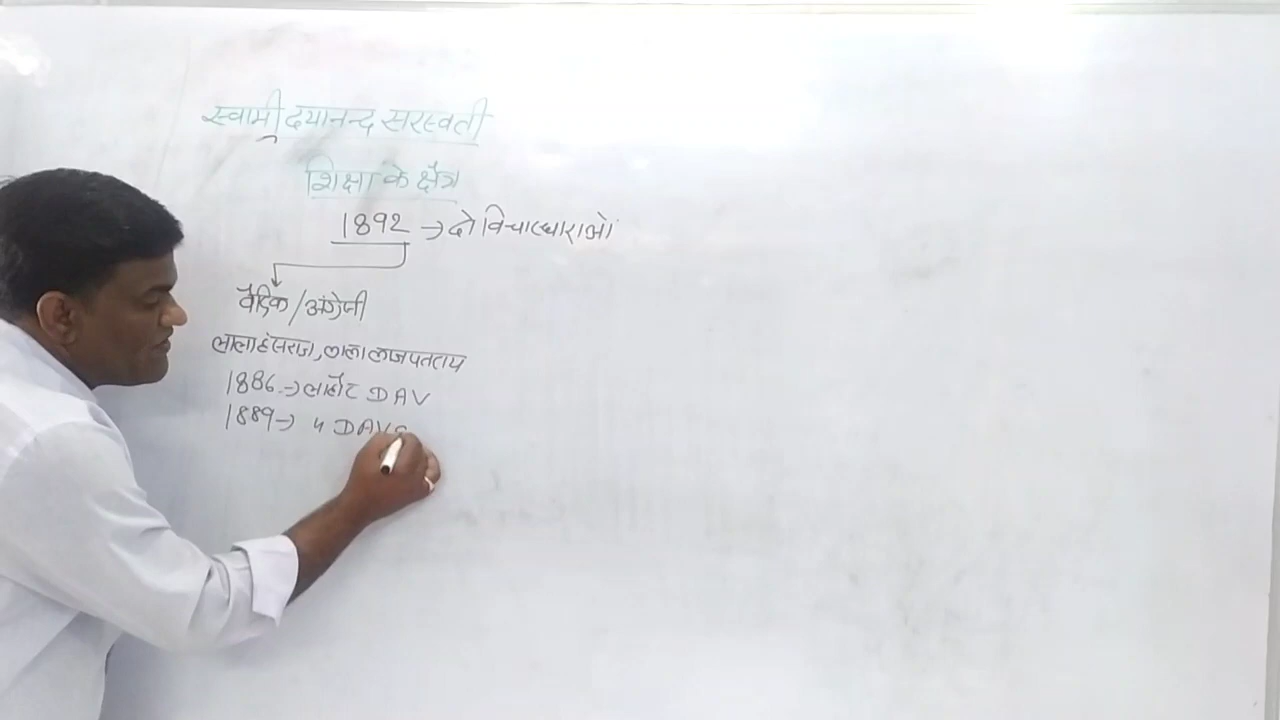 स्वामी दयानन्द सरस्वती
शिक्षा के क्षेत्र
1892 → दो विचारधाराओं
वैदिक/अंग्रेजी
लाला हंसराज, लाला लाजपतराय
1886 → लाहौर DAV
1889 → 4 DAV